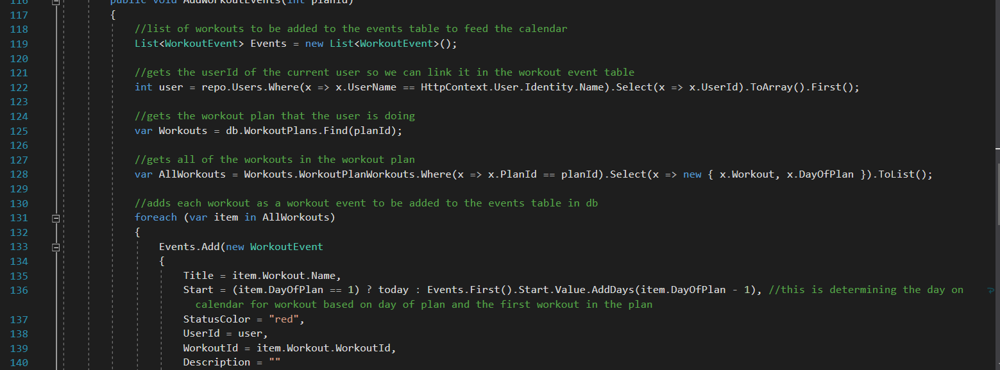 116 public void AddWorkoutEvents(int planId)
117 {
118 //list of workouts to be added to the events table to feed the calendar
119 List<WorkoutEvent> Events = new List<WorkoutEvent>();
120
121 //gets the userId of the current user so we can link it in the workout event table
122 int user = repo.Users.Where(x => x.UserName == HttpContext.User.Identity.Name).Select(x => x.UserId).ToArray().First();
123
124 //gets the workout plan that the user is doing
125 var Workouts = db.WorkoutPlans.Find(planId);
126
127 //gets all of the workouts in the workout plan
128 var AllWorkouts = Workouts.WorkoutPlanWorkouts.Where(x => x.PlanId == planId).Select(x => new { x.Workout, x.DayOfPlan }).ToList();
129
130 //adds each workout as a workout event to be added to the events table in db
131 foreach (var item in AllWorkouts)
132 {
133 Events.Add(new WorkoutEvent
134 {
135 Title = item.Workout.Name,
136 Start = (item.DayOfPlan == 1) ? today : Events.First().Start.Value.AddDays(item.DayOfPlan - 1), //this is determining the day on
calendar for workout based on day of plan and the first workout in the plan
137 StatusColor = "red",
138 UserId = user,
139 WorkoutId = item.Workout.WorkoutId,
140 Description = ""